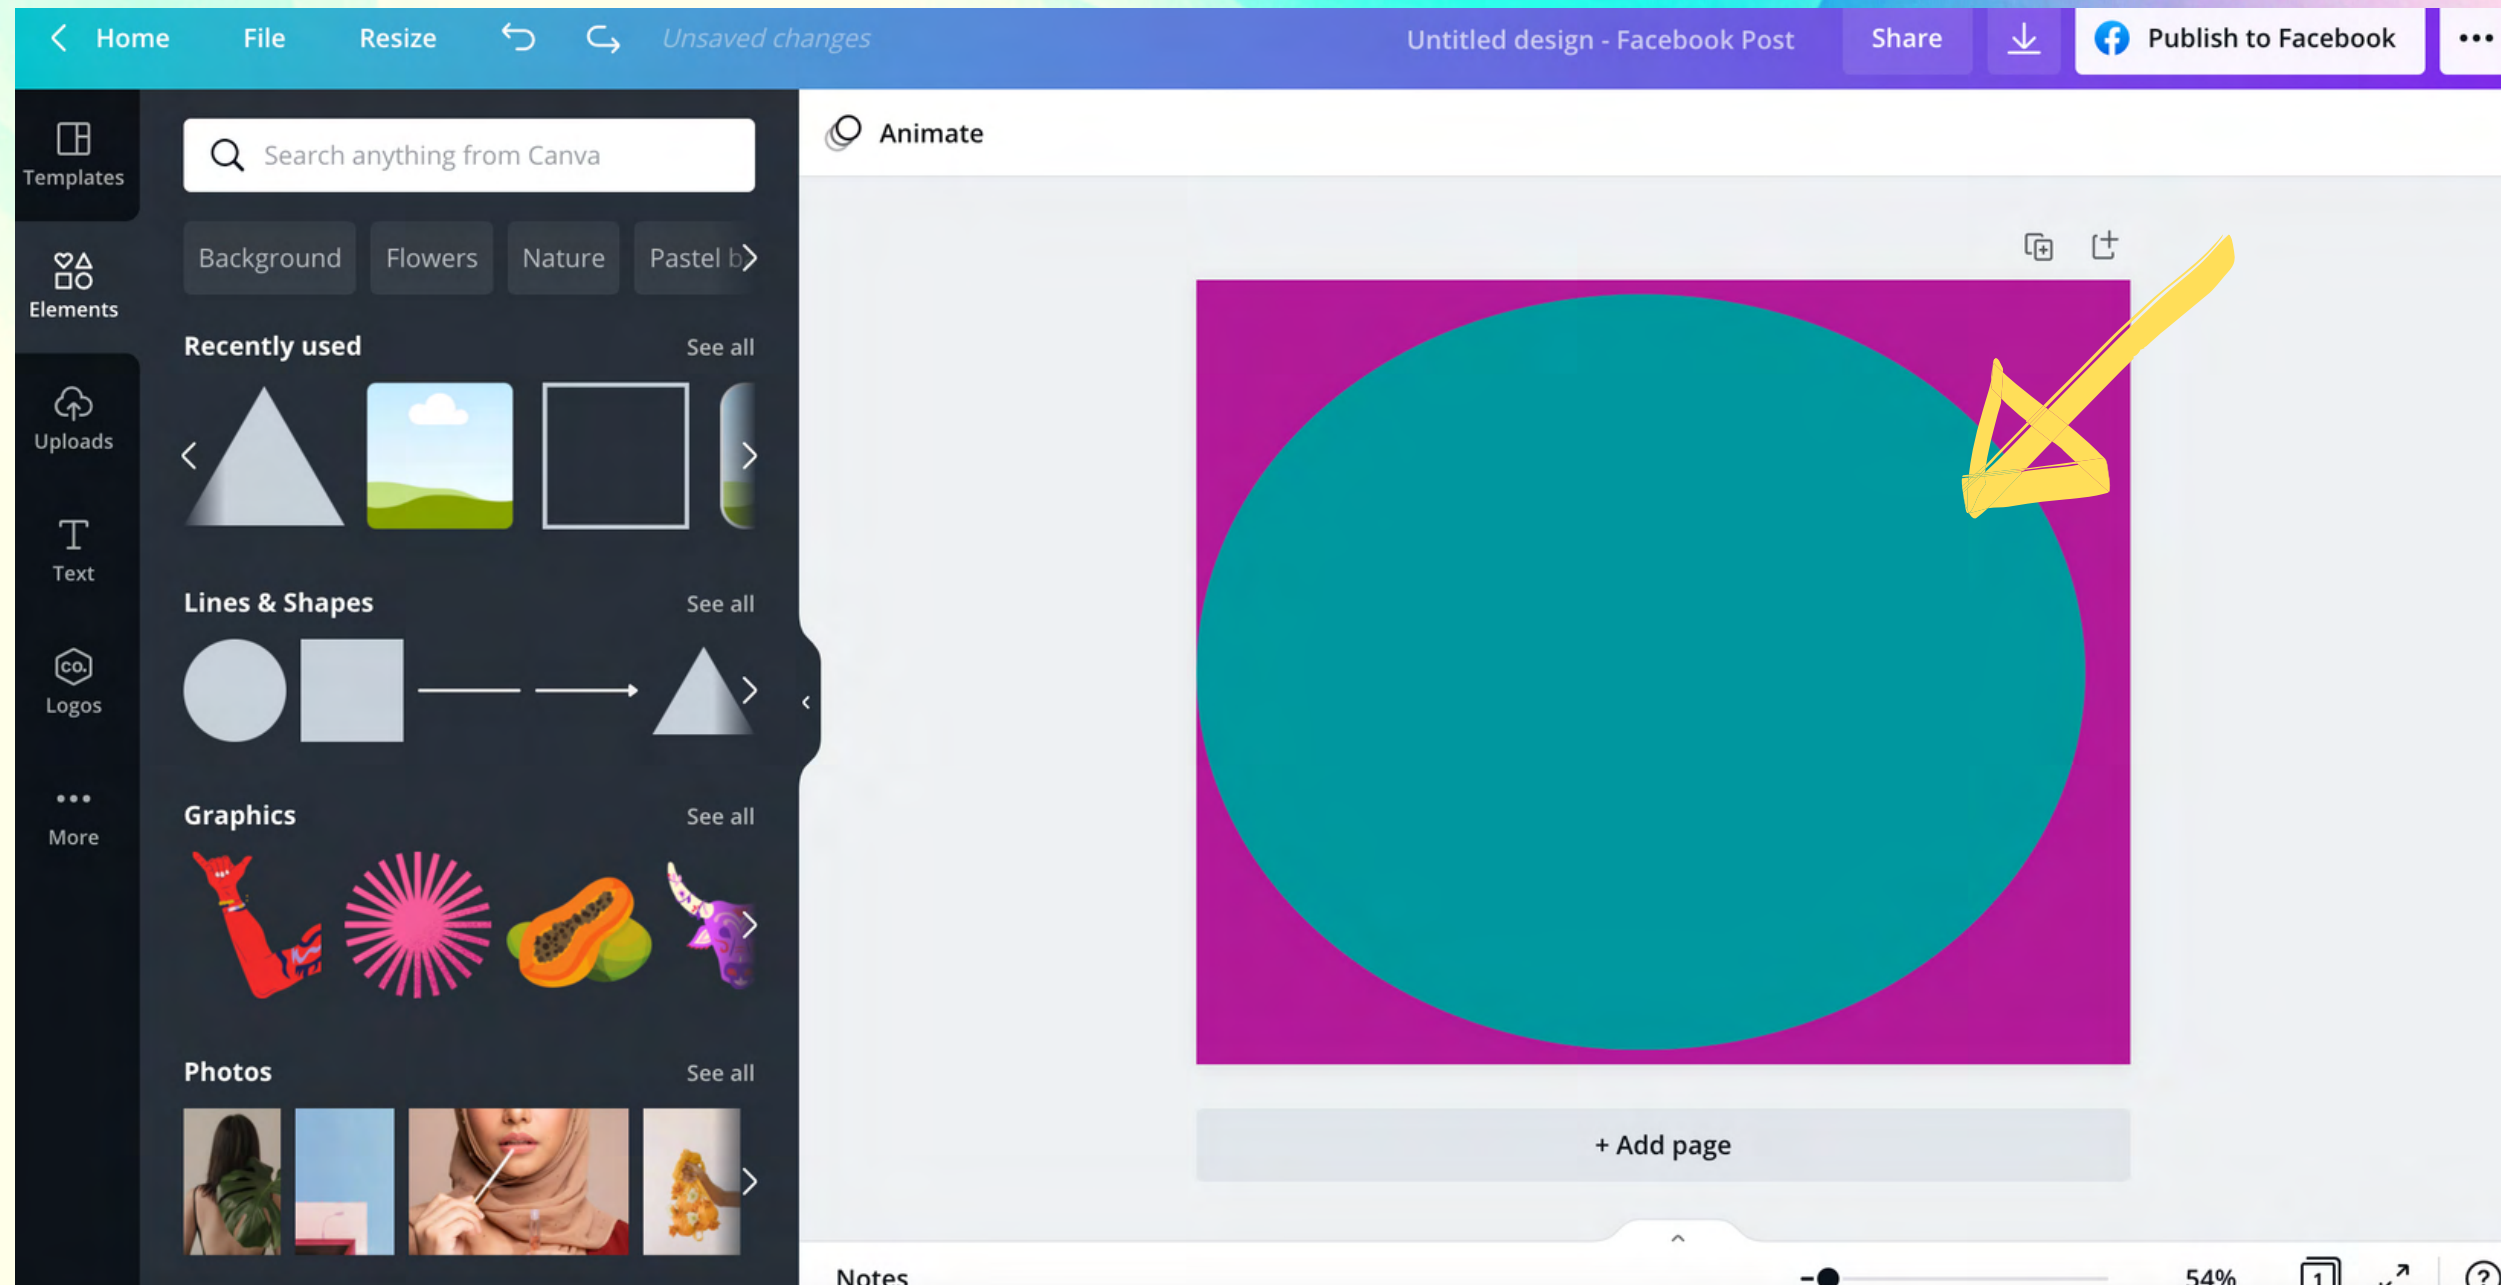 Home File Resize Unsaved changes Untitled design - Facebook Post Share Publish to Facebook
Templates
Elements
Uploads
Text
co.
Logos
More
Search anything from Canva
Background Flowers Nature Pastel b
Recently used See all
Lines & Shapes See all
Graphics See all
Photos See all
Animate
+ Add page
Notes 54% 1 ?